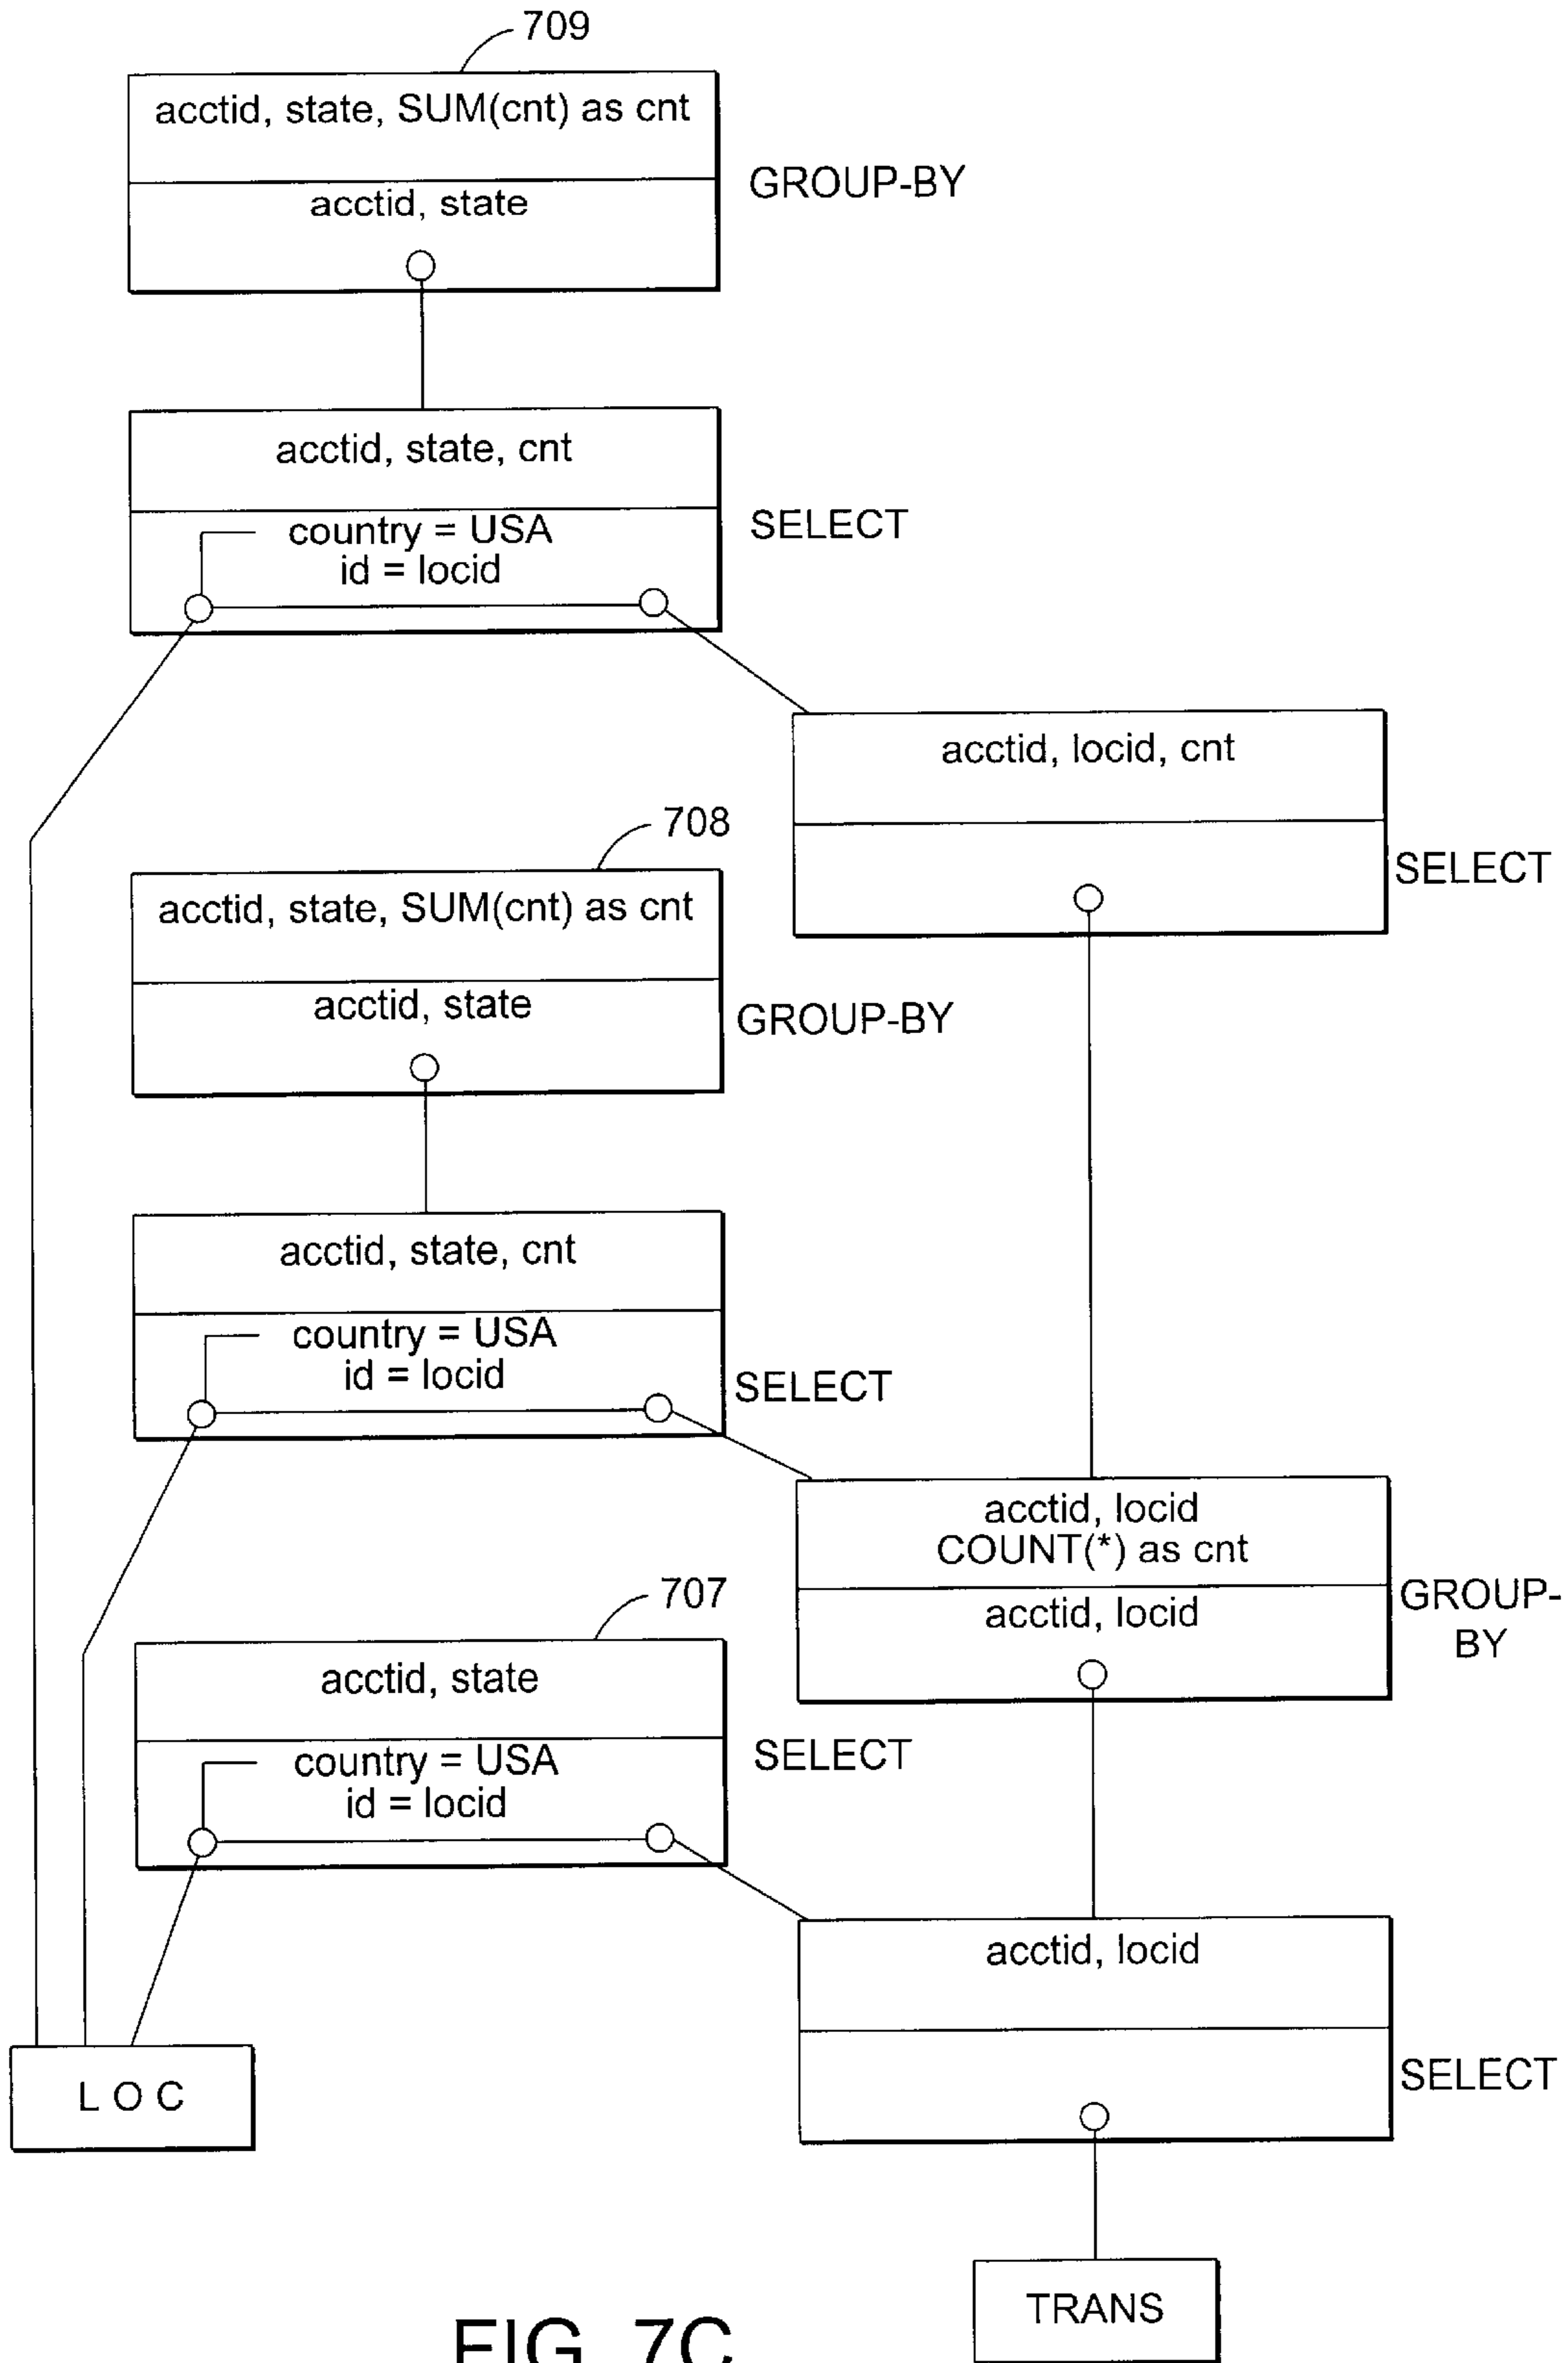 709
acctid, state, SUM(cnt) as cnt
GROUP-BY
acctid, state
acctid, state, cnt
SELECT
country = USA
id = locid
acctid, locid, cnt
SELECT
708
acctid, state, SUM(cnt) as cnt
acctid, state
GROUP-BY
acctid, state, cnt
country = USA
id = locid
SELECT
acctid, locid
COUNT(*) as cnt
acctid, locid
GROUP-
BY
707
acctid, state
SELECT
country = USA
id = locid
acctid, locid
SELECT
L O C
TRANS
FIG. 7C